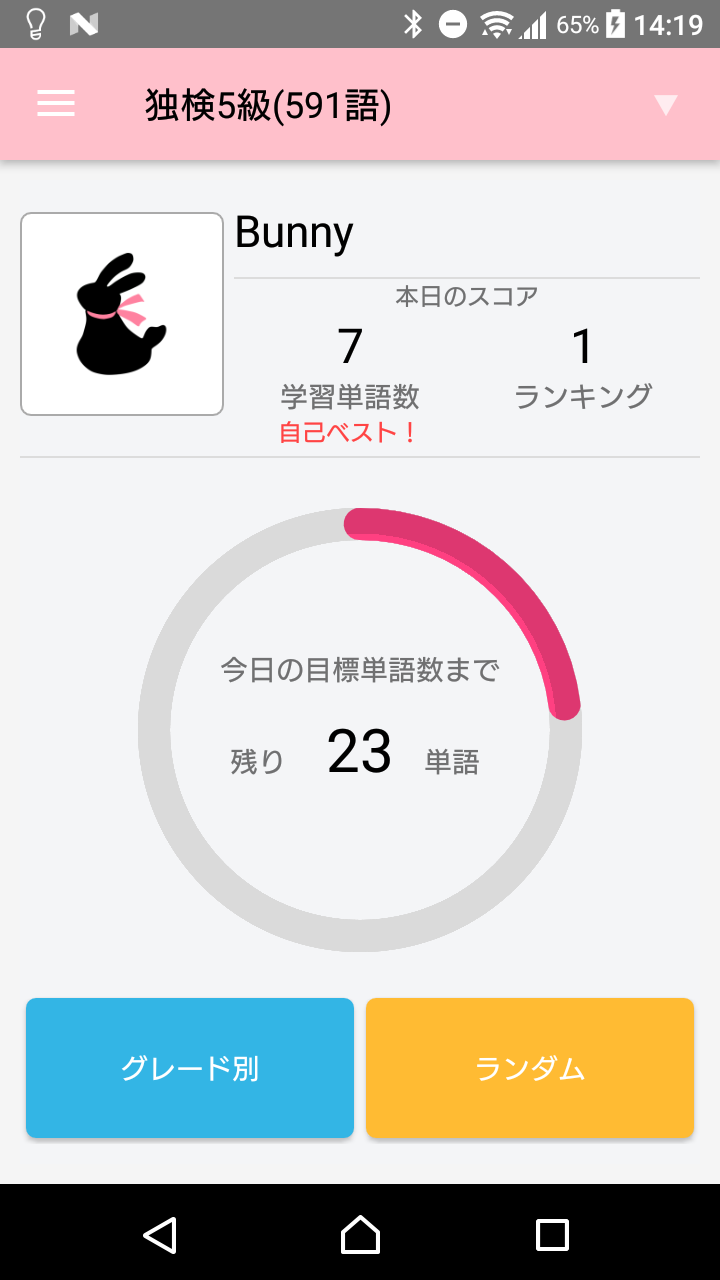 65% 14:19
独検5級(591語)
Bunny
本日のスコア
7 1
学習単語数 ランキング
自己ベスト！
今日の目標単語数まで
残り 23 単語
グレード別 ランダム